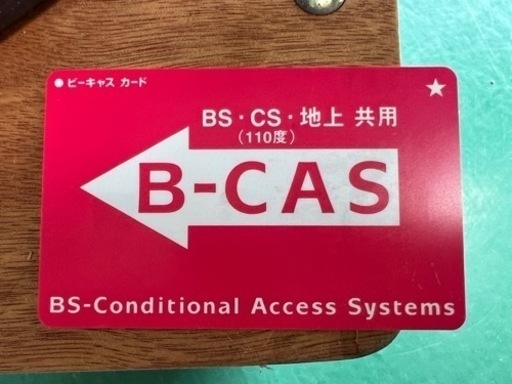 ビーキャス カード
BS・CS・地上 共用
(110度)
B-CAS
BS-Conditional Access Systems